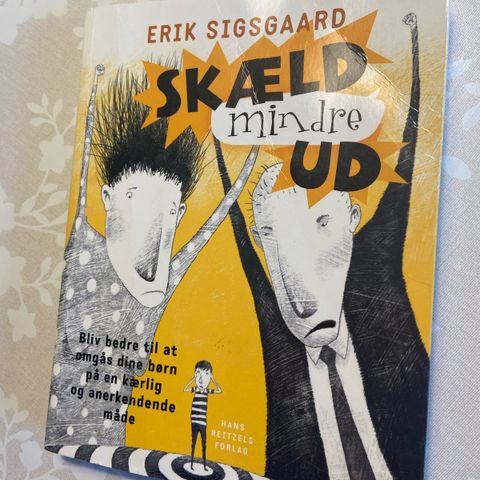 ERIK SIGSGAARD
SKÆLD
mindre
UD
Bliv bedre til at
omgås dine børn
på en kærlig
og anerkendende
måde
HANS
REITZELS
FORLAG